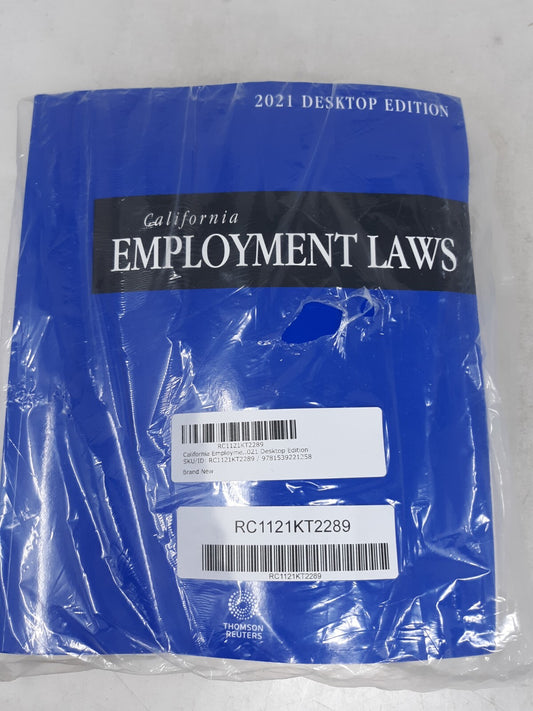 2021 DESKTOP EDITION
California
EMPLOYMENT LAWS
RC1121KT2289
California Employme...021 Desktop Edition
SKU/ID: RC1121KT2289 / 9781539221258
Brand New
RC1121KT2289
RC1121KT2289
THOMSON
REUTERS